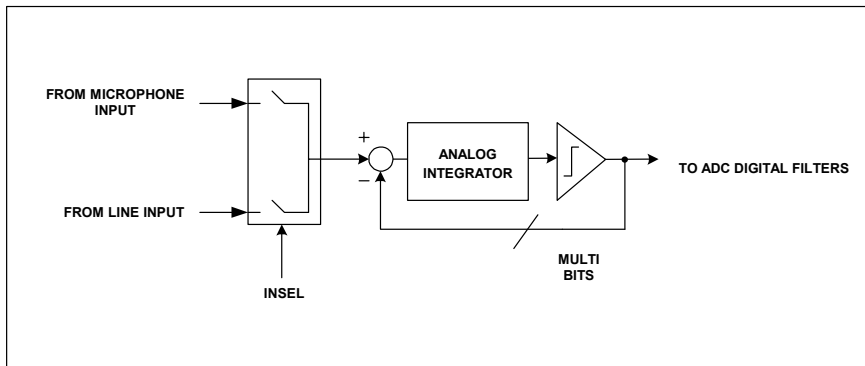 FROM MICROPHONE
INPUT
FROM LINE INPUT
INSEL
+
−
ANALOG
INTEGRATOR
TO ADC DIGITAL FILTERS
MULTI
BITS